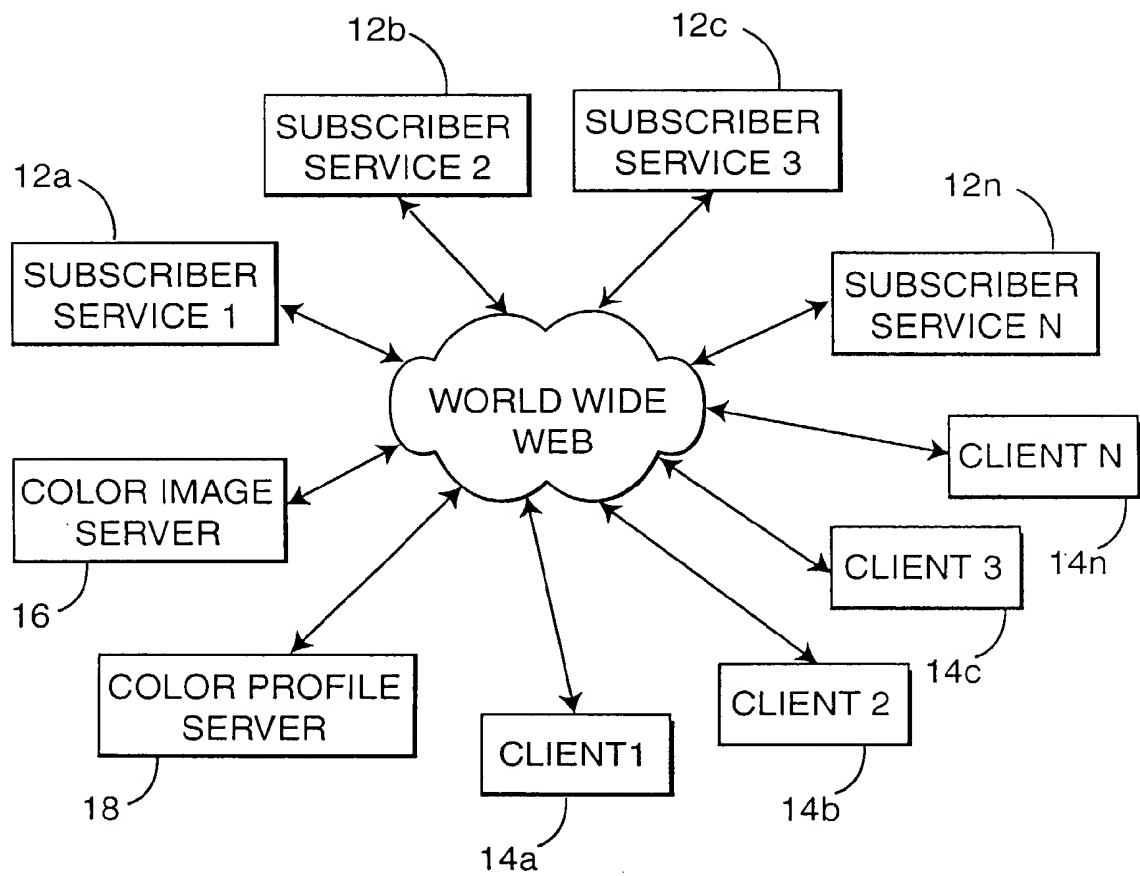 12b
12c
SUBSCRIBER
SERVICE 2
SUBSCRIBER
SERVICE 3
12a
12n
SUBSCRIBER
SERVICE 1
SUBSCRIBER
SERVICE N
WORLD WIDE
WEB
COLOR IMAGE
SERVER
CLIENT N
16
CLIENT 3
14n
COLOR PROFILE
SERVER
CLIENT 2
14c
CLIENT1
18
14b
14a